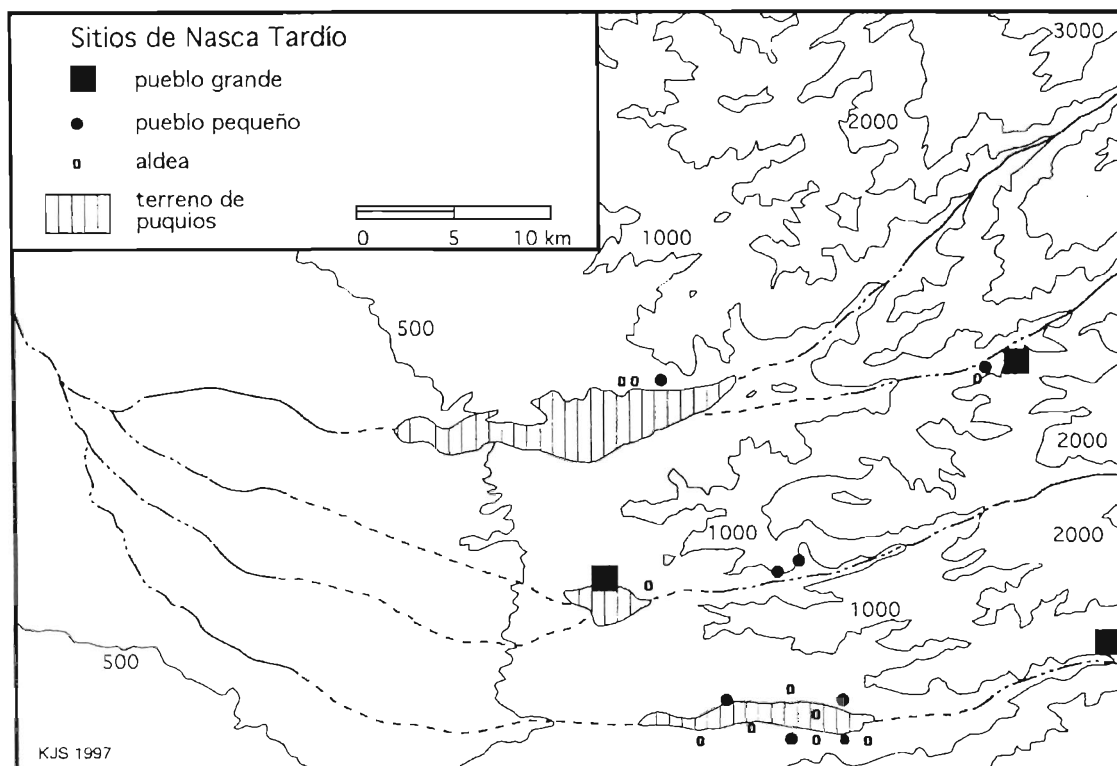 Sitios de Nasca Tardío
pueblo grande
pueblo pequeño
aldea
terreno de
puquios
0 5 10 km
3000
2000
1000
500
2000
1000
2000
1000
500
KJS 1997